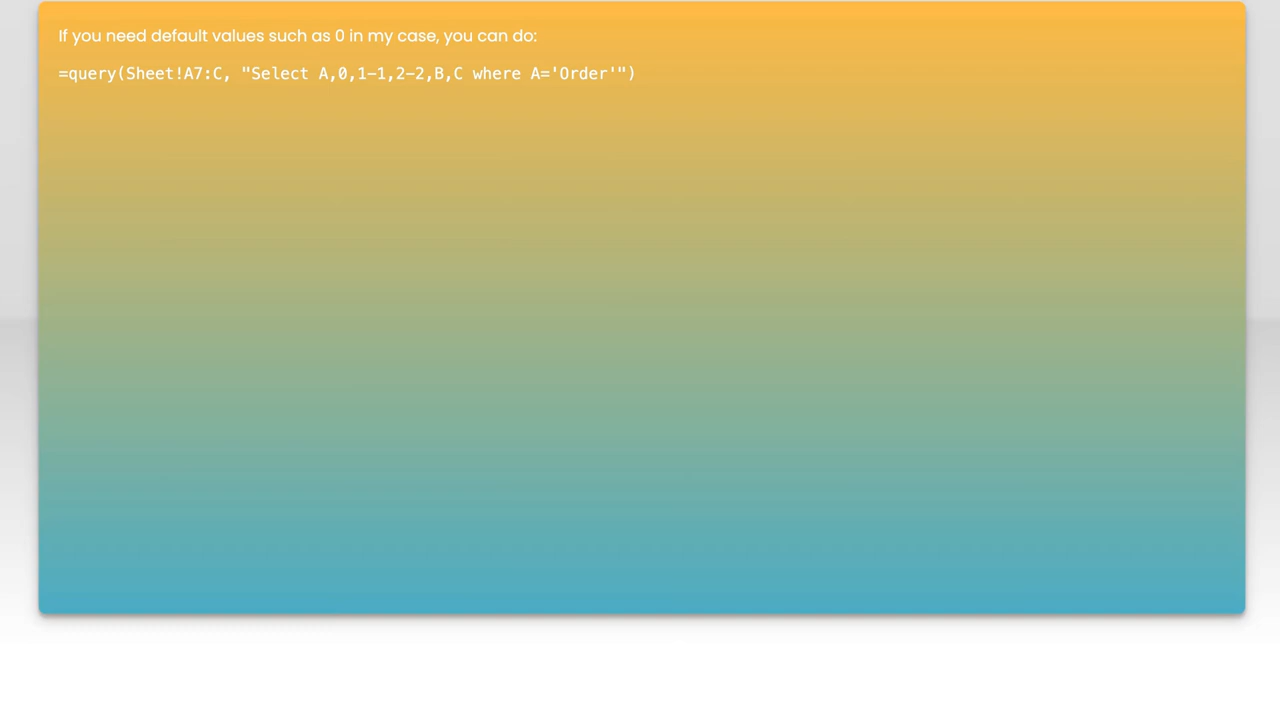 If you need default values such as 0 in my case, you can do:
=query(Sheet!A7:C, "Select A,0,1-1,2-2,B,C where A='Order'")